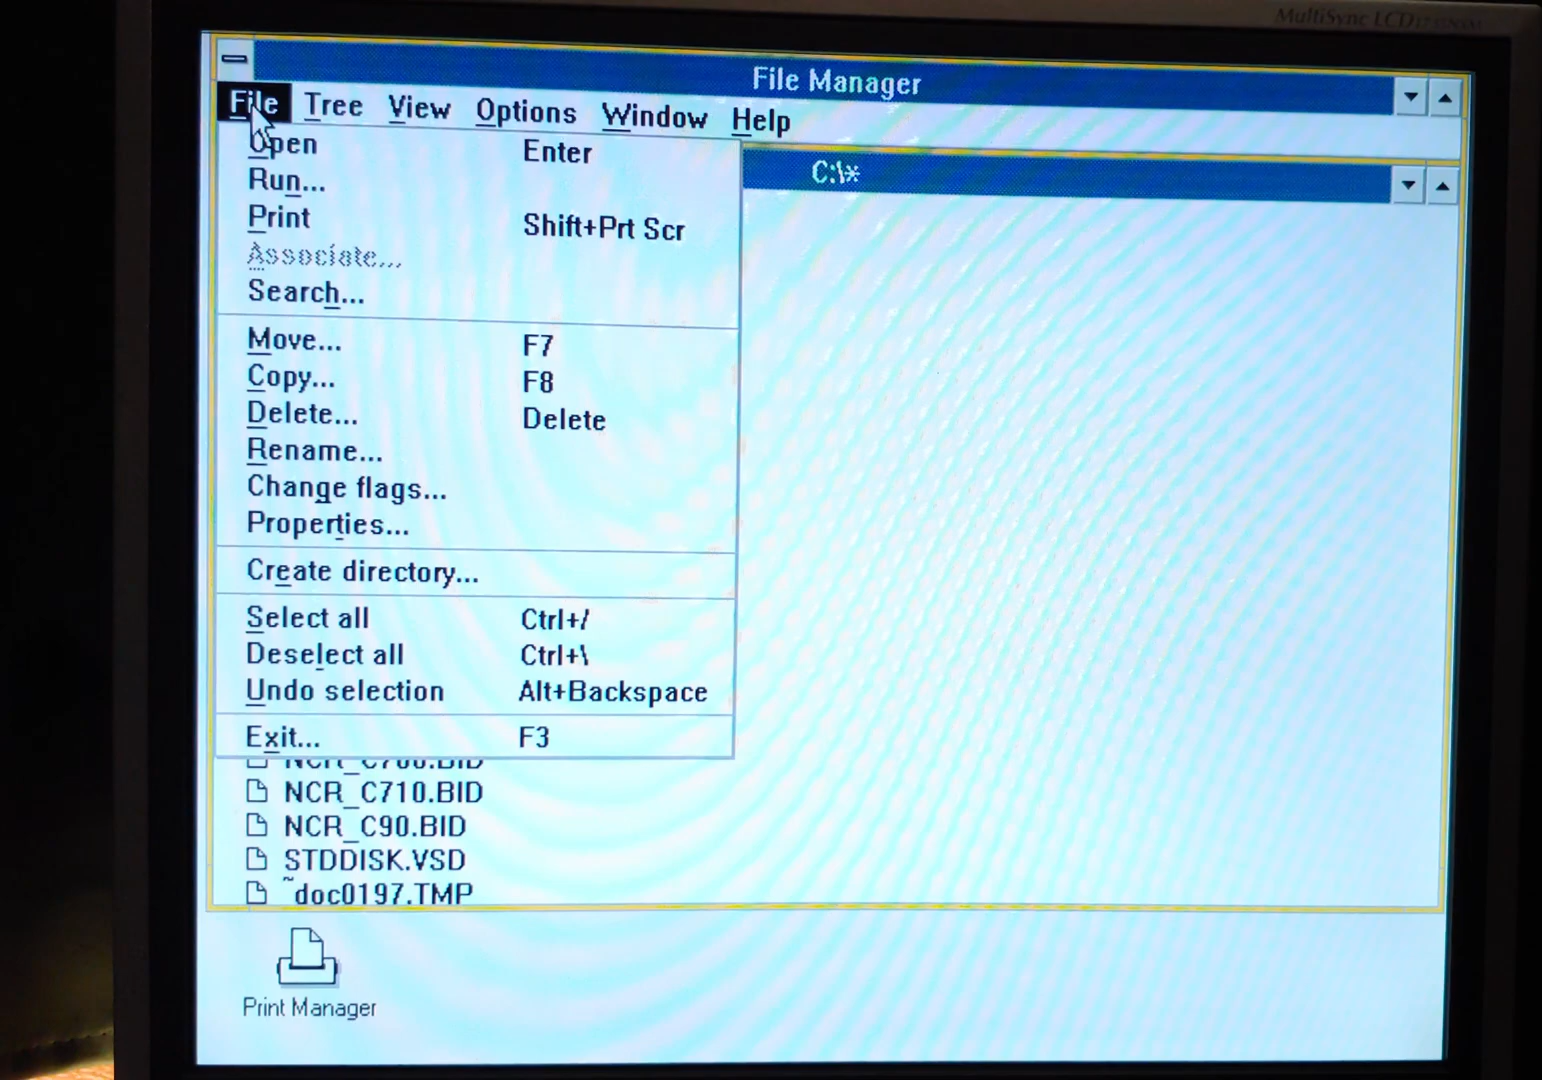 MultiSync LCD
File Manager
File Tree View Options Window Help
Open Enter
C:\*
Run...
Print Shift+Prt Scr
Associate...
Search...
Move... F7
Copy... F8
Delete... Delete
Rename...
Change flags...
Properties...
Create directory...
Select all Ctrl+/
Deselect all Ctrl+\
Undo selection Alt+Backspace
Exit... F3
NCR_C710.BID
NCR_C90.BID
STDDISK.VSD
~doc0197.TMP
Print Manager